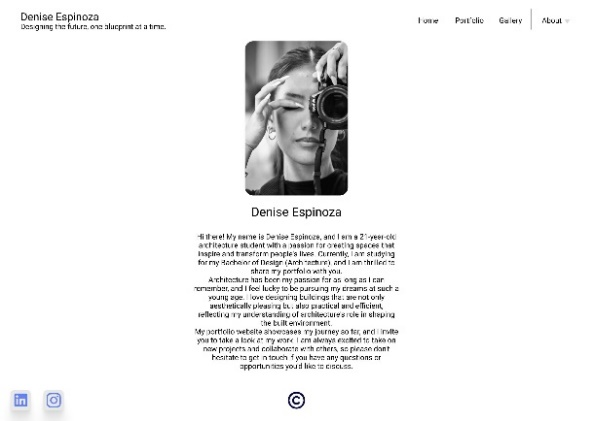 Denise Espinoza
Designing the future, one blueprint at a time.
Home Portfolio Gallery About
Denise Espinoza
Hi there! My name is Denise Espinoza, and I am a 21-year-old
architecture student with a passion for creating spaces that
inspire and transform people's lives. Currently, I am studying
for my Bachelor of Design (Architecture), and I am thrilled to
share my portfolio with you.
Architecture has been my passion for as long as I can
remember, and I feel lucky to be pursuing my dreams at such a
young age. I love designing buildings that are not only
aesthetically pleasing but also practical and efficient,
reflecting my understanding of architecture's role in shaping
the built environment.
My portfolio website showcases my journey so far, and I invite
you to take a look at my work. I am always excited to take on
new projects and collaborate with others, so please don't
hesitate to get in touch if you have any questions or
opportunities you'd like to discuss.
in
©